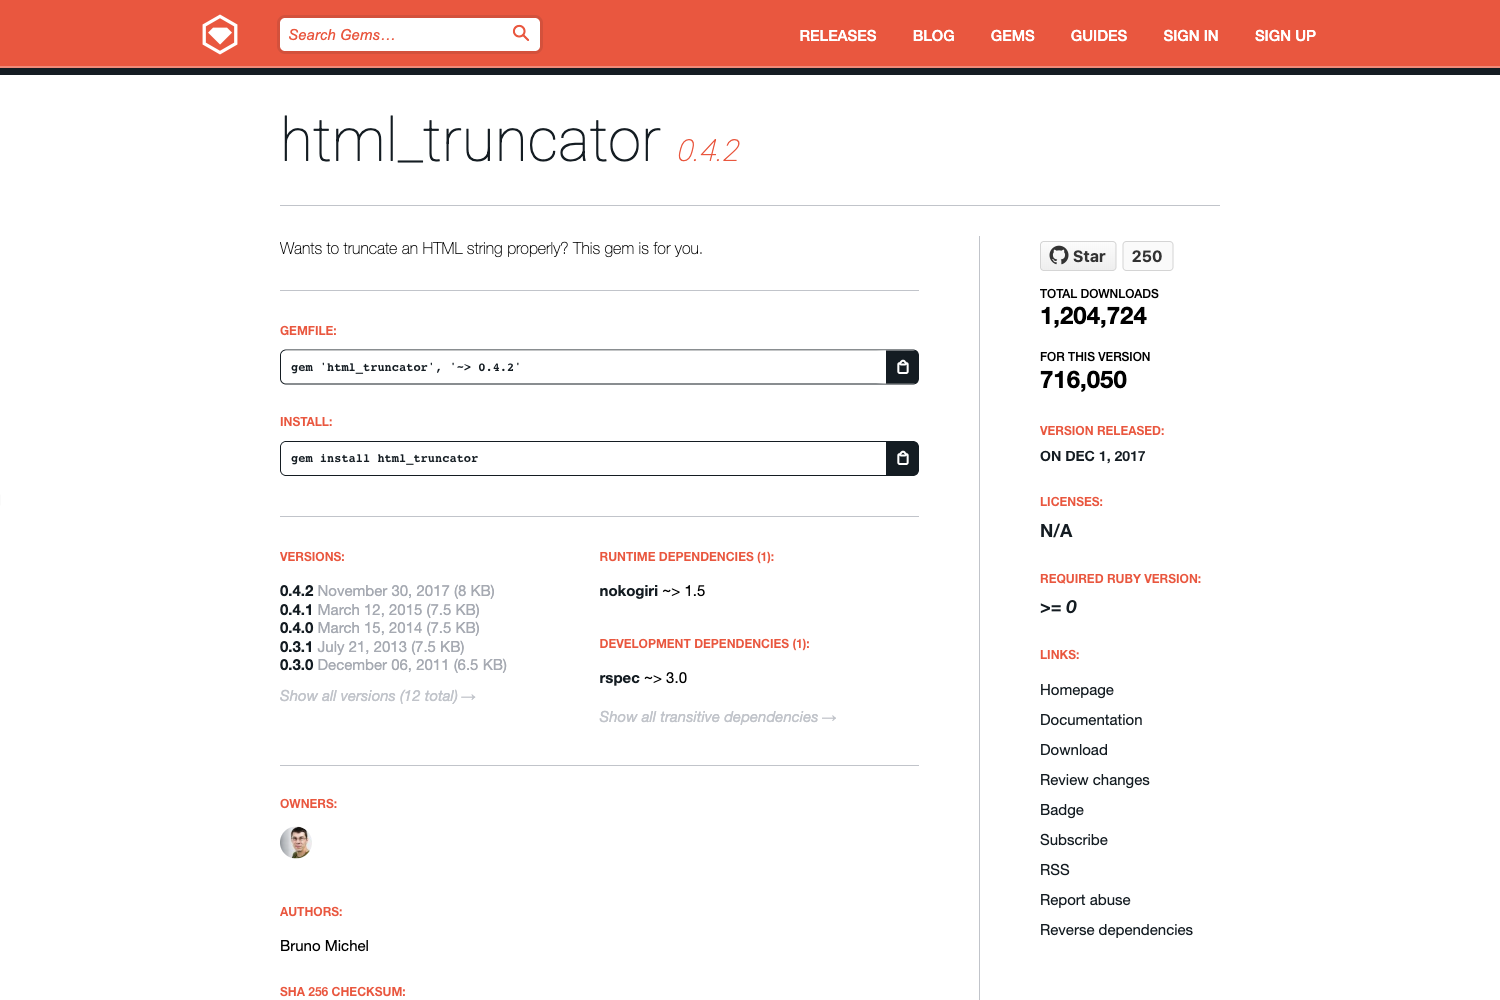 Search Gems…
RELEASES BLOG GEMS GUIDES SIGN IN SIGN UP
html_truncator 0.4.2
Wants to truncate an HTML string properly? This gem is for you.
GEMFILE:
gem 'html_truncator', '~> 0.4.2'
INSTALL:
gem install html_truncator
VERSIONS:
0.4.2 November 30, 2017 (8 KB)
0.4.1 March 12, 2015 (7.5 KB)
0.4.0 March 15, 2014 (7.5 KB)
0.3.1 July 21, 2013 (7.5 KB)
0.3.0 December 06, 2011 (6.5 KB)
Show all versions (12 total) →
RUNTIME DEPENDENCIES (1):
nokogiri ~> 1.5
DEVELOPMENT DEPENDENCIES (1):
rspec ~> 3.0
Show all transitive dependencies →
OWNERS:
AUTHORS:
Bruno Michel
SHA 256 CHECKSUM:
Star 250
TOTAL DOWNLOADS
1,204,724
FOR THIS VERSION
716,050
VERSION RELEASED:
ON DEC 1, 2017
LICENSES:
N/A
REQUIRED RUBY VERSION:
>= 0
LINKS:
Homepage
Documentation
Download
Review changes
Badge
Subscribe
RSS
Report abuse
Reverse dependencies